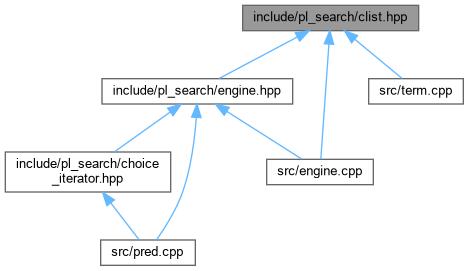 include/pl_search/clist.hpp
include/pl_search/engine.hpp
src/term.cpp
include/pl_search/choice
_iterator.hpp
src/engine.cpp
src/pred.cpp